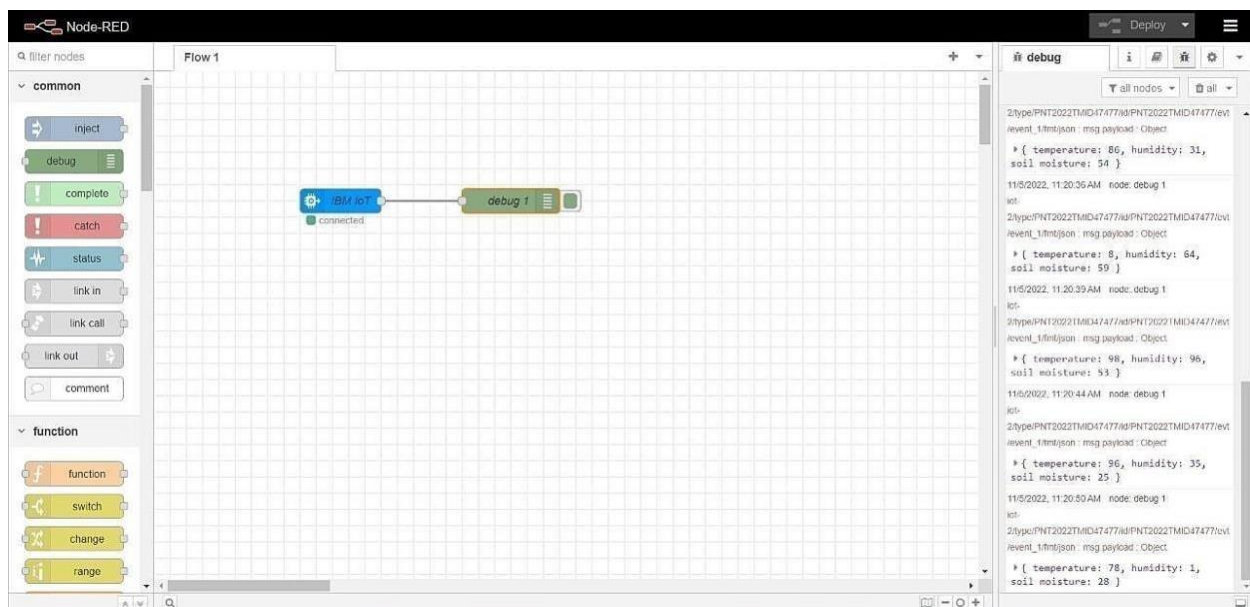 Node-RED
Deploy
filter nodes
Flow 1
debug
i
all nodes
all
common
inject
debug
complete
catch
status
link in
link call
link out
comment
function
function
switch
change
range
IBM IoT
connected
debug 1
2/type/PNT2022TMID47477/id/PNT2022TMID47477/evt
/event_1/fmt/json : msg.payload : Object
{ temperature: 86, humidity: 31,
soil moisture: 54 }
11/5/2022, 11:20:36 AM node: debug 1
iot-
2/type/PNT2022TMID47477/id/PNT2022TMID47477/evt
/event_1/fmt/json : msg.payload : Object
{ temperature: 8, humidity: 64,
soil moisture: 59 }
11/5/2022, 11:20:39 AM node: debug 1
iot-
2/type/PNT2022TMID47477/id/PNT2022TMID47477/evt
/event_1/fmt/json : msg.payload : Object
{ temperature: 98, humidity: 96,
soil moisture: 53 }
11/5/2022, 11:20:44 AM node: debug 1
iot-
2/type/PNT2022TMID47477/id/PNT2022TMID47477/evt
/event_1/fmt/json : msg.payload : Object
{ temperature: 96, humidity: 35,
soil moisture: 25 }
11/5/2022, 11:20:50 AM node: debug 1
iot-
2/type/PNT2022TMID47477/id/PNT2022TMID47477/evt
/event_1/fmt/json : msg.payload : Object
{ temperature: 78, humidity: 1,
soil moisture: 28 }